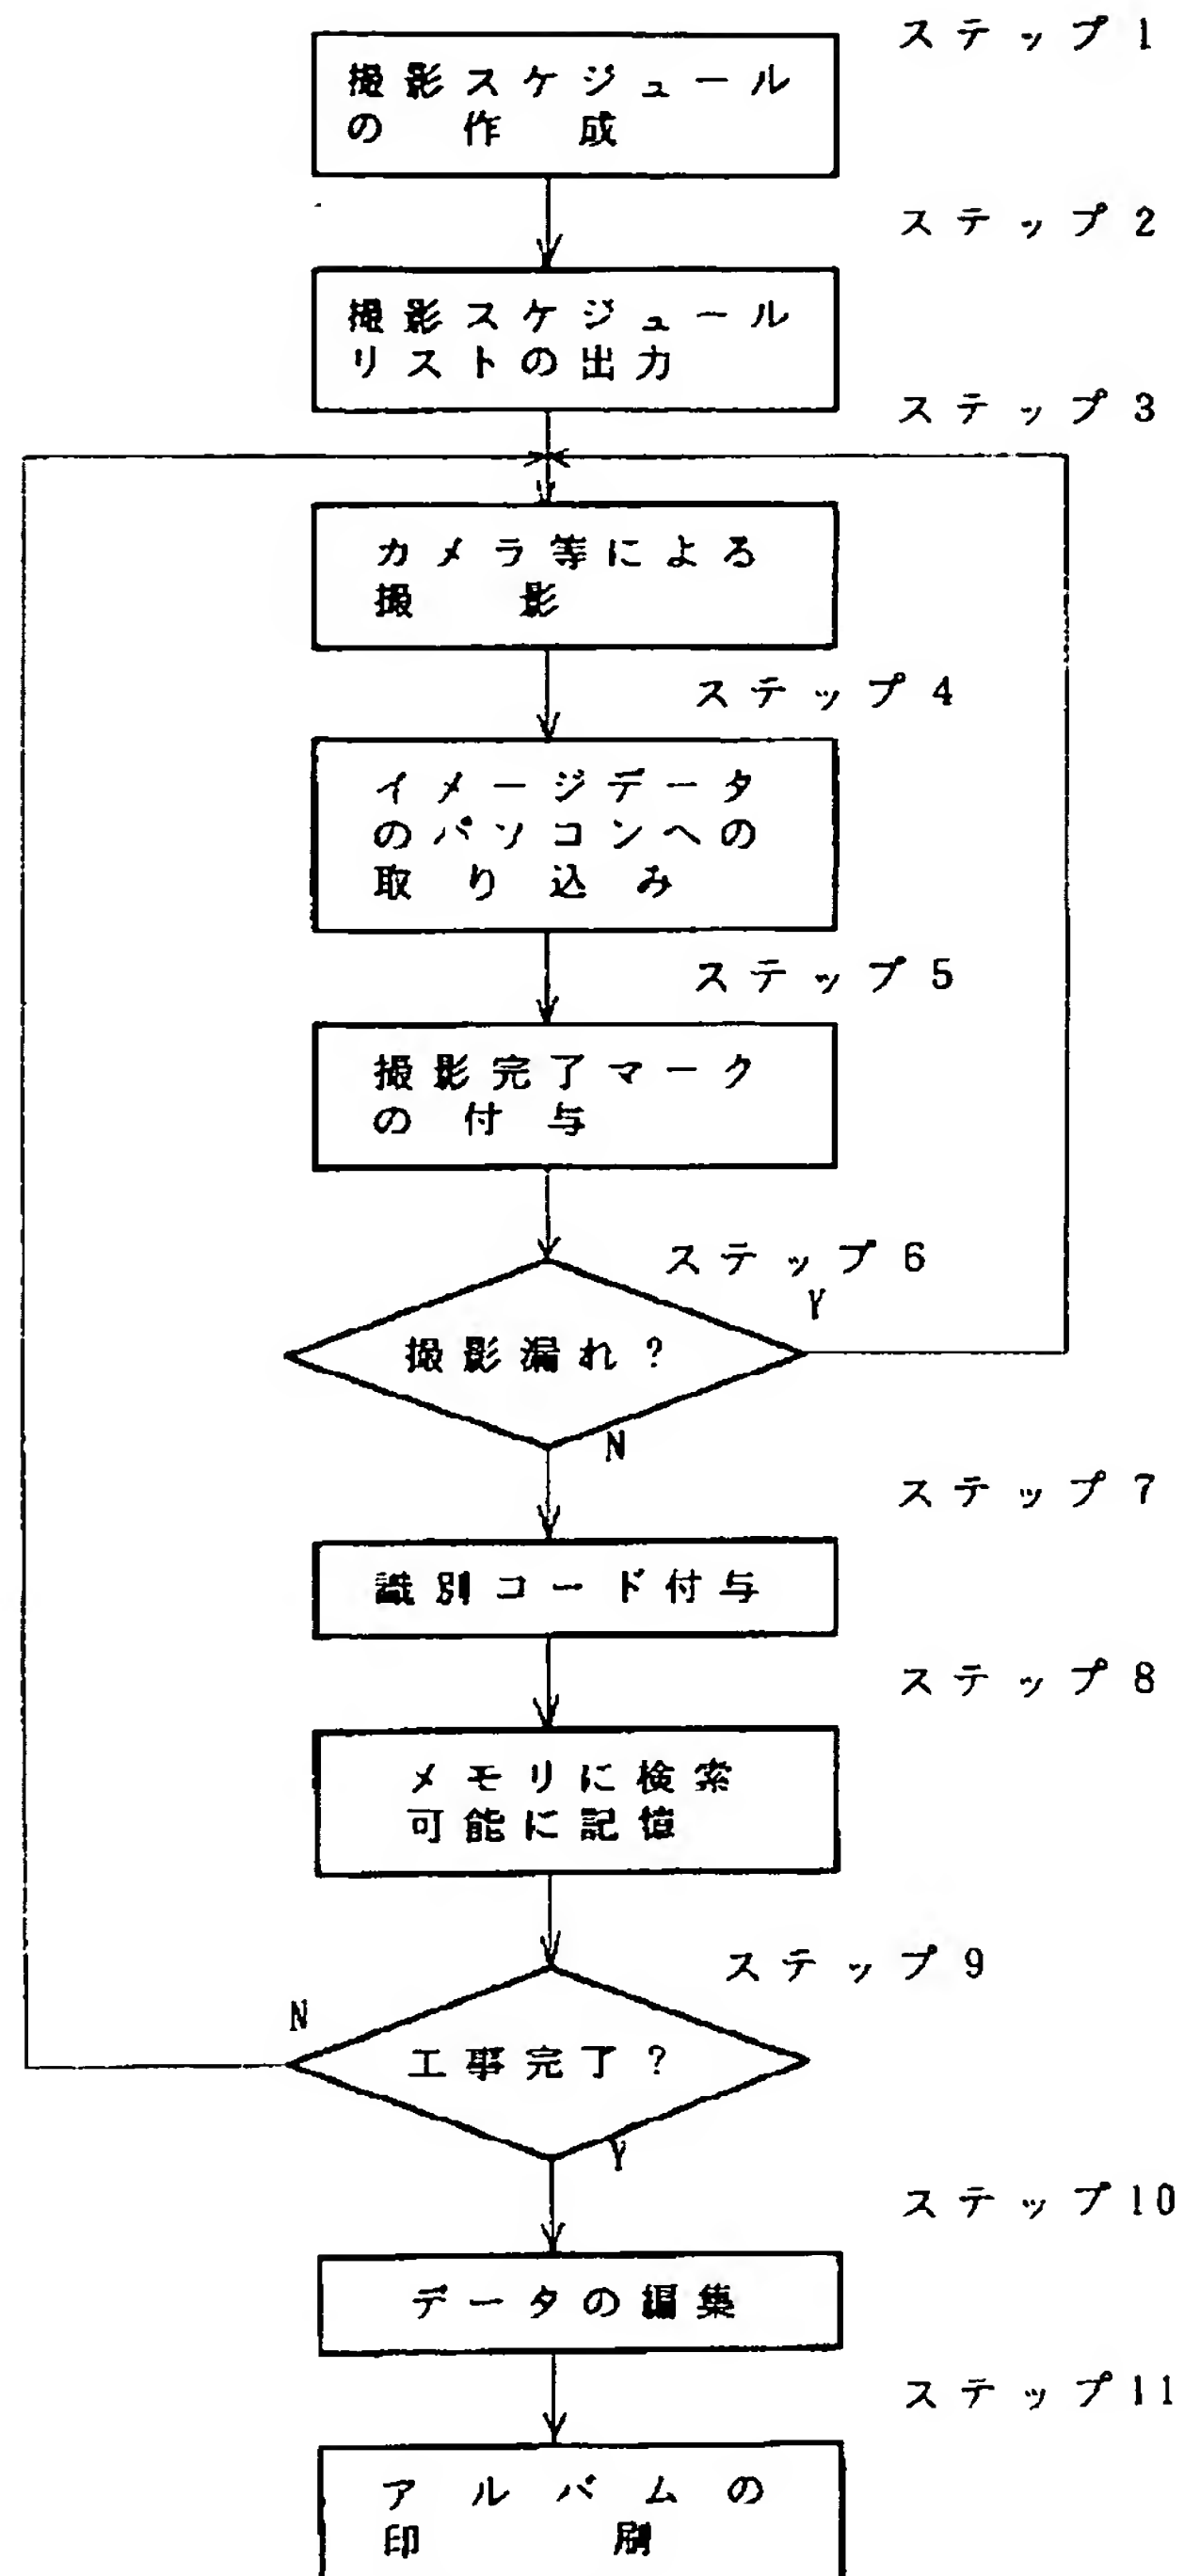 ステップ1
撮影スケジュール
の作成
ステップ2
撮影スケジュール
リストの出力
ステップ3
カメラ等による
撮影
ステップ4
イメージデータ
のパソコンへの
取り込み
ステップ5
撮影完了マーク
の付与
ステップ6
Y
撮影漏れ?
N
ステップ7
識別コード付与
ステップ8
メモリに検索
可能に記憶
ステップ9
N
工事完了?
Y
ステップ10
データの編集
ステップ11
アルバムの
印刷